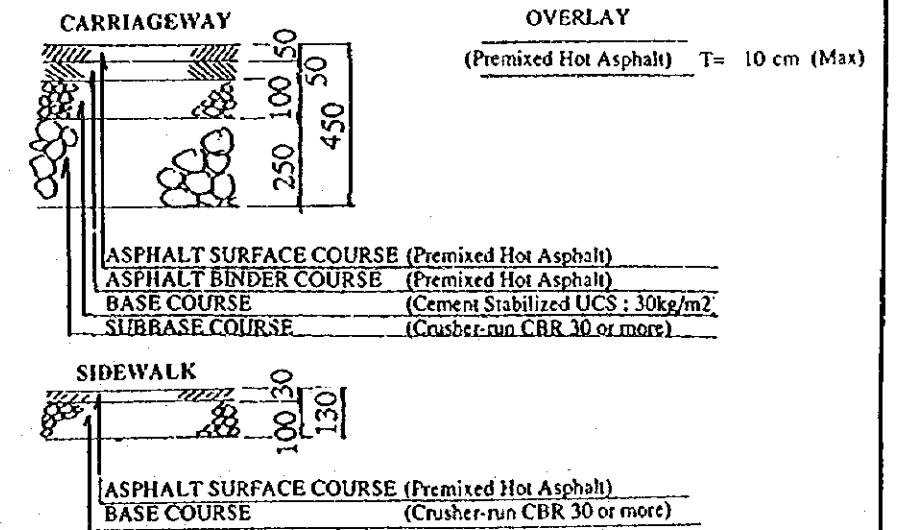 CARRIAGEWAY
50
50
100
250
450
OVERLAY
(Premixed Hot Asphalt) T= 10 cm (Max)
ASPHALT SURFACE COURSE (Premixed Hot Asphalt)
ASPHALT BINDER COURSE (Premixed Hot Asphalt)
BASE COURSE (Cement Stabilized UCS : 30kg/m2)
SUBBASE COURSE (Crusher-run CBR 30 or more)
SIDEWALK
30
100
130
ASPHALT SURFACE COURSE (Premixed Hot Asphalt)
BASE COURSE (Crusher-run CBR 30 or more)